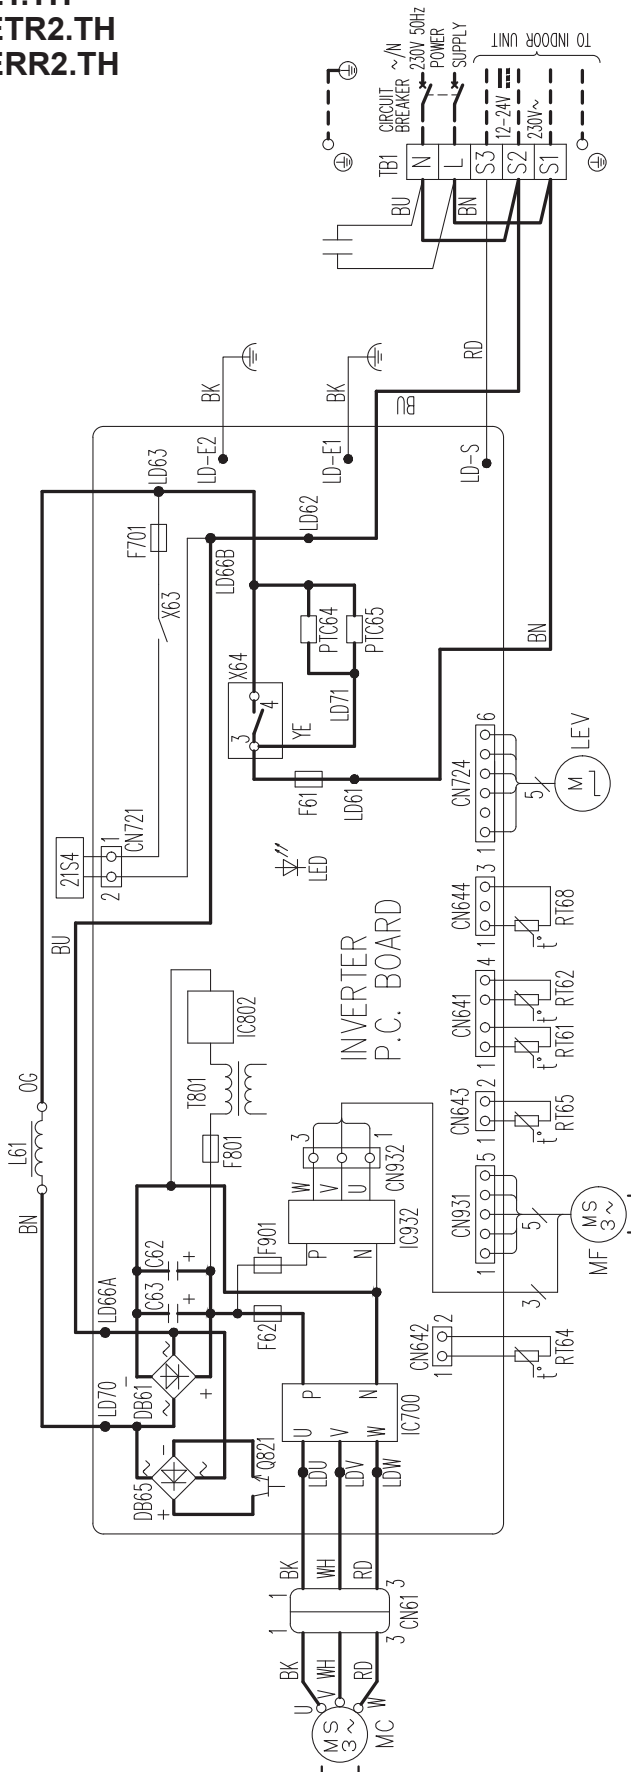 ETR2.TH
ERR2.TH
TO INDOOR UNIT
CIRCUIT
BREAKER
~/N
230V 50Hz
POWER
SUPPLY
12-24V
230V~
TB1
N
L
S3
S2
S1
BU
BN
RD
BK
BK
BU
LD63
LD-E2
LD-E1
LD-S
F701
LD62
LD66B
X63
PTC64
PTC65
BN
X64
3
4
YE
LD71
F61
LD61
CN724
1
6
5
M
LEV
21S4
2
1
CN721
LED
BU
INVERTER
P.C. BOARD
CN644
1
3
t°
RT68
CN641
1
4
t°
RT61
t°
RT62
CN643
1
2
t°
RT65
IC802
T801
F801
L61
OG
BN
3
1
W
V
U
CN932
IC932
P
N
F901
CN931
1
5
5
3
MS
3~
MF
C62
+
C63
+
LD66A
F62
LD70
-
~
DB61
~
+
CN642
1
2
t°
RT64
U
V
W
P
N
IC700
LDU
LDV
LDW
Q821
DB65
~
-
+
~
BK
WH
RD
1
1
3
3
CN61
BK
WH
RD
U
V
W
MS
3~
MC